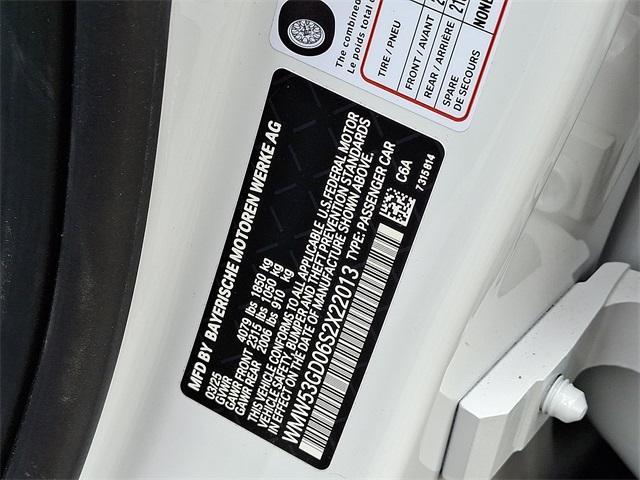 The combined
Le poids total
TIRE / PNEU
FRONT / AVANT
REAR / ARRIÈRE
SPARE
DE SECOURS
NONE
MFD BY BAYERISCHE MOTOREN WERKE AG
03/25
GVWR 4079 lbs 1850 kg
GAWR FRONT 2315 lbs 1050 kg
GAWR REAR 2006 lbs 910 kg
THIS VEHICLE CONFORMS TO ALL APPLICABLE U.S.FEDERAL MOTOR
VEHICLE SAFETY, BUMPER AND THEFT PREVENTION STANDARDS
IN EFFECT ON THE DATE OF MANUFACTURE SHOWN ABOVE.
WMW53GD06S2X22013 TYPE: PASSENGER CAR
C6A
7 315 814